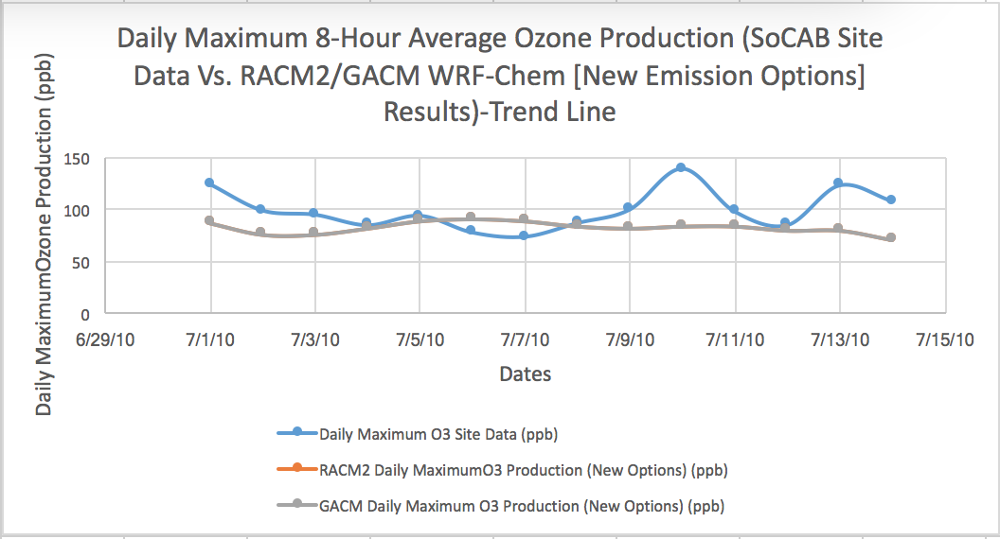 Daily Maximum 8-Hour Average Ozone Production (SoCAB Site
Data Vs. RACM2/GACM WRF-Chem [New Emission Options]
Results)-Trend Line
Daily MaximumOzone Production (ppb)
150
100
50
0
6/29/10 7/1/10 7/3/10 7/5/10 7/7/10 7/9/10 7/11/10 7/13/10 7/15/10
Dates
Daily Maximum O3 Site Data (ppb)
RACM2 Daily MaximumO3 Production (New Options) (ppb)
GACM Daily Maximum O3 Production (New Options) (ppb)